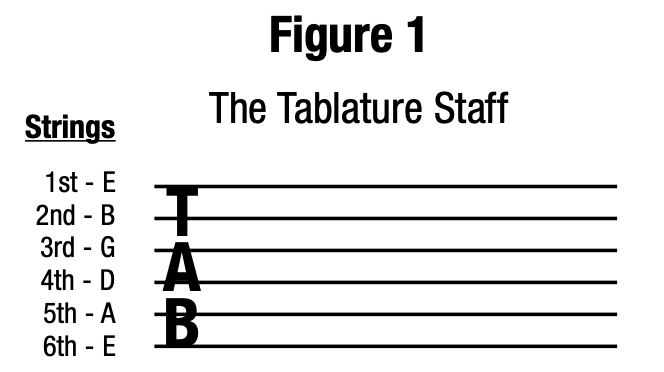 Figure 1
The Tablature Staff
Strings
1st - E
2nd - B
3rd - G
4th - D
5th - A
6th - E
T
A
B